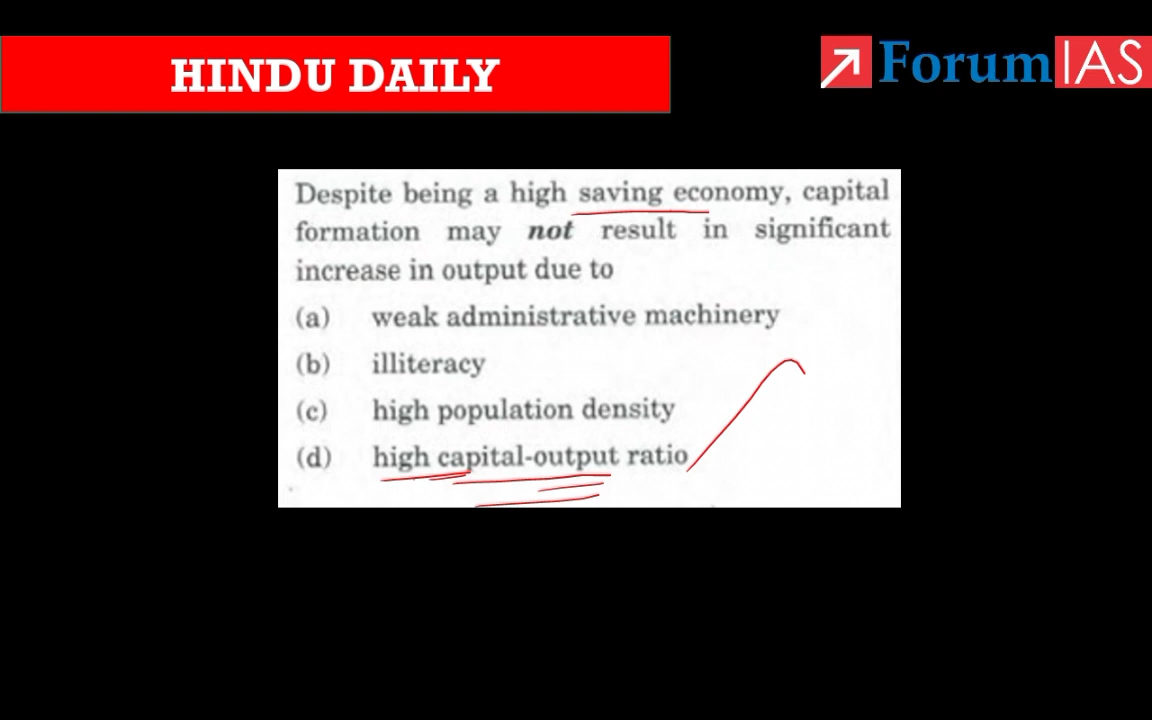 HINDU DAILY
ForumIAS
Despite being a high saving economy, capital
formation may not result in significant
increase in output due to
(a) weak administrative machinery
(b) illiteracy
(c) high population density
(d) high capital-output ratio